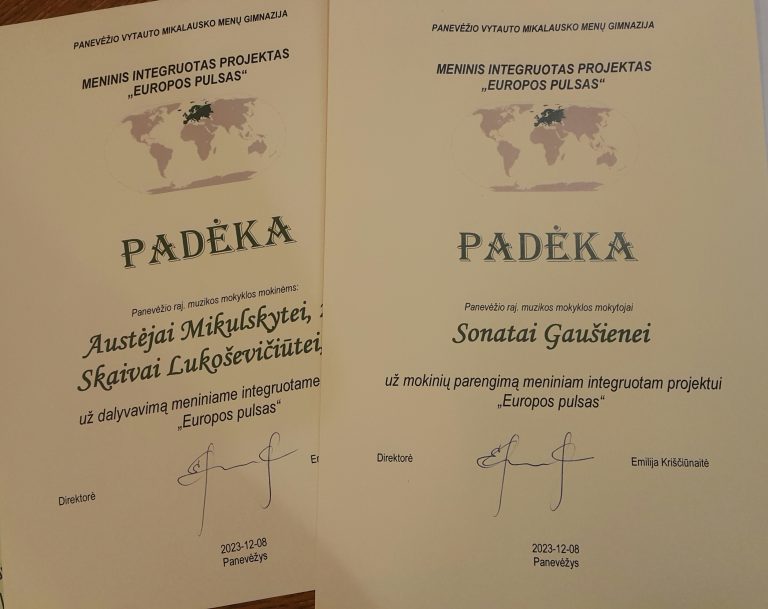 PANEVĖŽIO VYTAUTO MIKALAUSKO MENŲ GIMNAZIJA
MENINIS INTEGRUOTAS PROJEKTAS
„EUROPOS PULSAS“
PADĖKA
Panevėžio raj. muzikos mokyklos mokinėms:
Austėjai Mikulskytei,
Skaivai Lukoševičiūtei,
už dalyvavimą meniniame integruotame
„Europos pulsas“
Direktorė
2023-12-08
Panevėžys
PANEVĖŽIO VYTAUTO MIKALAUSKO MENŲ GIMNAZIJA
MENINIS INTEGRUOTAS PROJEKTAS
„EUROPOS PULSAS“
PADĖKA
Panevėžio raj. muzikos mokyklos mokytojai
Sonatai Gaušienei
už mokinių parengimą meniniam integruotam projektui
„Europos pulsas“
Direktorė Emilija Kriščiūnaitė
2023-12-08
Panevėžys